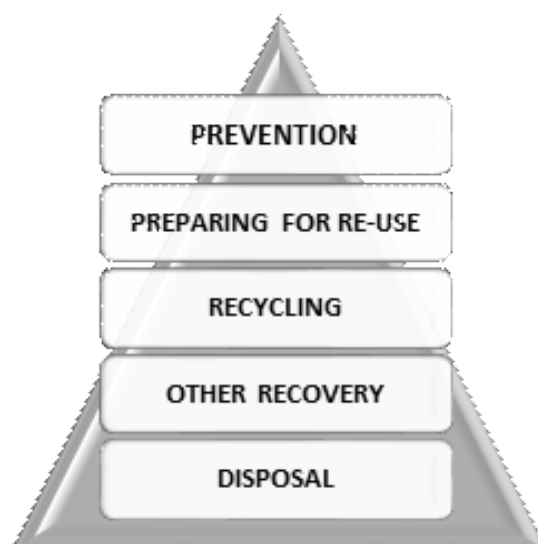 PREVENTION
PREPARING FOR RE-USE
RECYCLING
OTHER RECOVERY
DISPOSAL